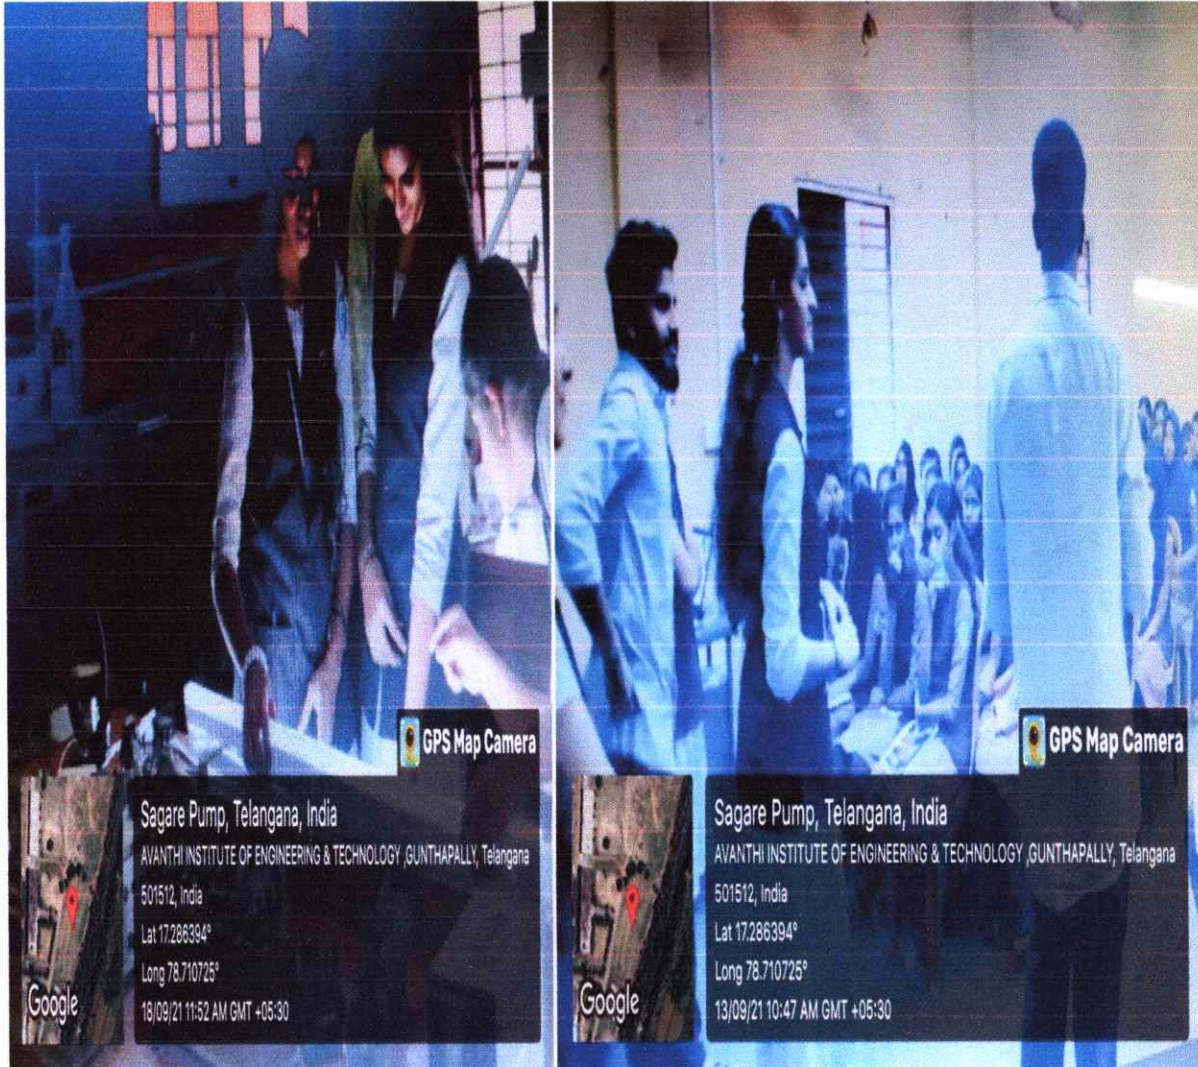 GPS Map Camera
Sagare Pump, Telangana, India
AVANTHI INSTITUTE OF ENGINEERING & TECHNOLOGY ,GUNTHAPALLY, Telangana
501512, India
Lat 17.286394°
Long 78.710725°
18/09/21 11:52 AM GMT +05:30
Google
GPS Map Camera
Sagare Pump, Telangana, India
AVANTHI INSTITUTE OF ENGINEERING & TECHNOLOGY ,GUNTHAPALLY, Telangana
501512, India
Lat 17.286394°
Long 78.710725°
13/09/21 10:47 AM GMT +05:30
Google